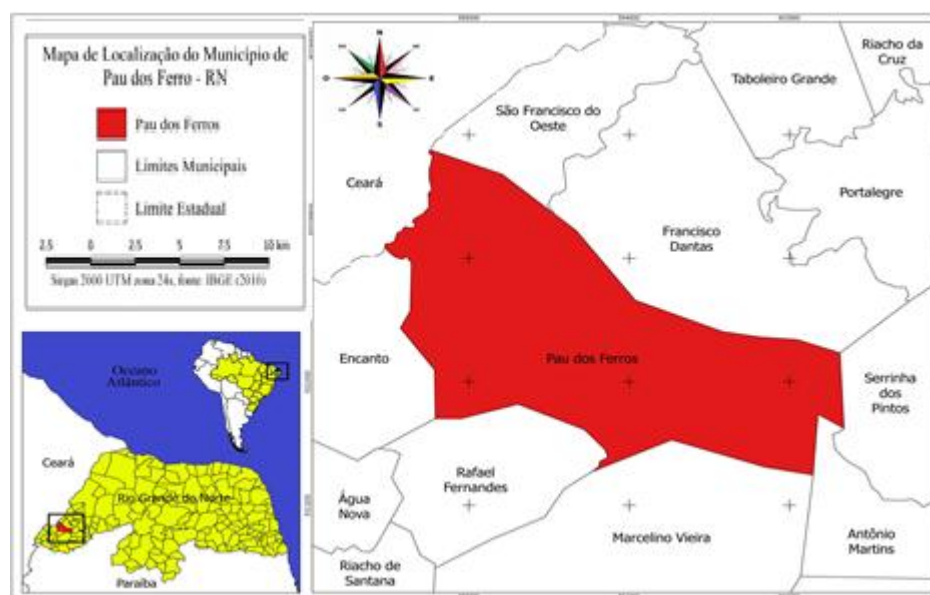 Mapa de Localização do Município de
Pau dos Ferro - RN
Pau dos Ferros
Límites Municipais
Limite Estadual
2.5 0 2.5 5 7.5 10 km
Sirgas 2000 UTM zona 24s, fonte: IBGE (2016)
N
O
E
S
São Francisco do
Oeste
Taboleiro Grande
Riacho da
Cruz
Ceará
Portalegre
Francisco
Dantas
Encanto
Pau dos Ferros
Serrinha
dos
Pintos
Rafael
Fernandes
Água
Nova
Marcelino Vieira
Antônio
Martins
Riacho de
Santana
Oceano
Atlântico
Ceará
Rio Grande do Norte
Paraíba